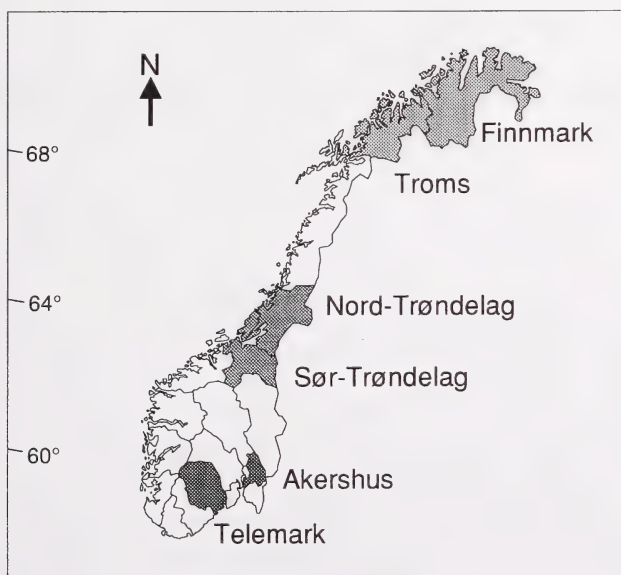 N
Finnmark
68°
Troms
64°
Nord-Trøndelag
Sør-Trøndelag
60°
Akershus
Telemark